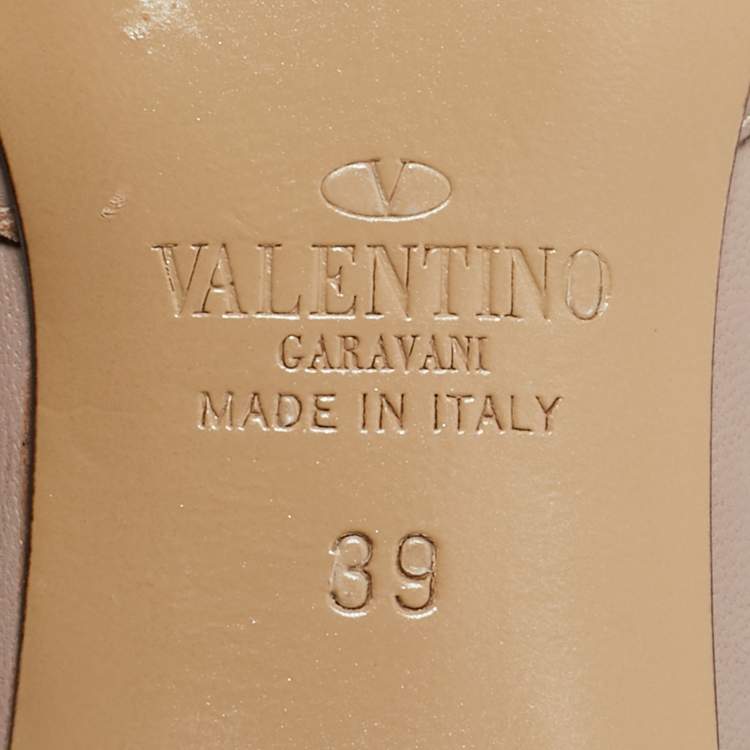 V
VALENTINO
GARAVANI
MADE IN ITALY
39